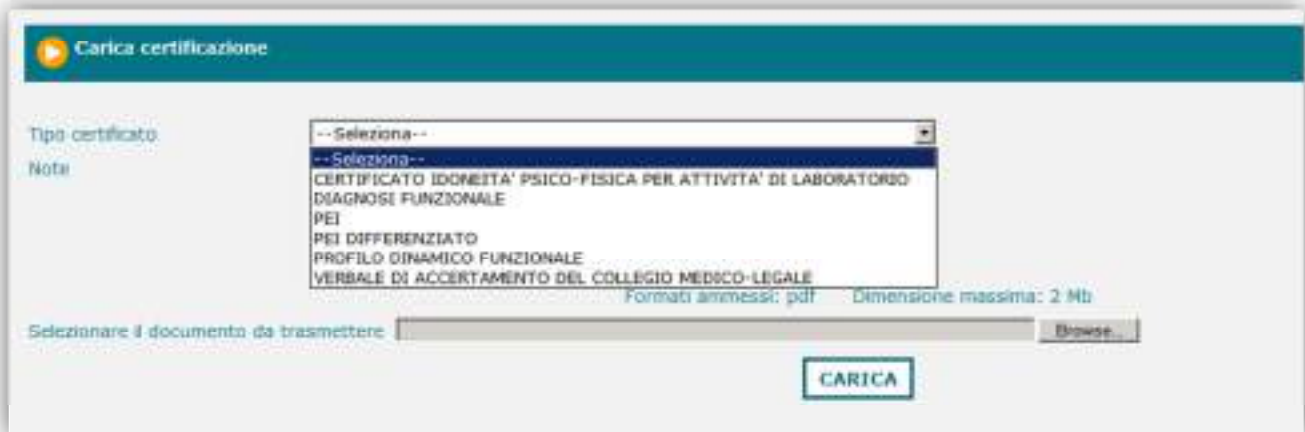 Carica certificazione
Tipo certificato --Seleziona--
Note --Seleziona--
CERTIFICATO IDONEITA' PSICO-FISICA PER ATTIVITA' DI LABORATORIO
DIAGNOSI FUNZIONALE
PEI
PEI DIFFERENZIATO
PROFILO DINAMICO FUNZIONALE
VERBALE DI ACCERTAMENTO DEL COLLEGIO MEDICO-LEGALE
Formati ammessi: pdf Dimensione massima: 2 Mb
Selezionare il documento da trasmettere Browse...
CARICA